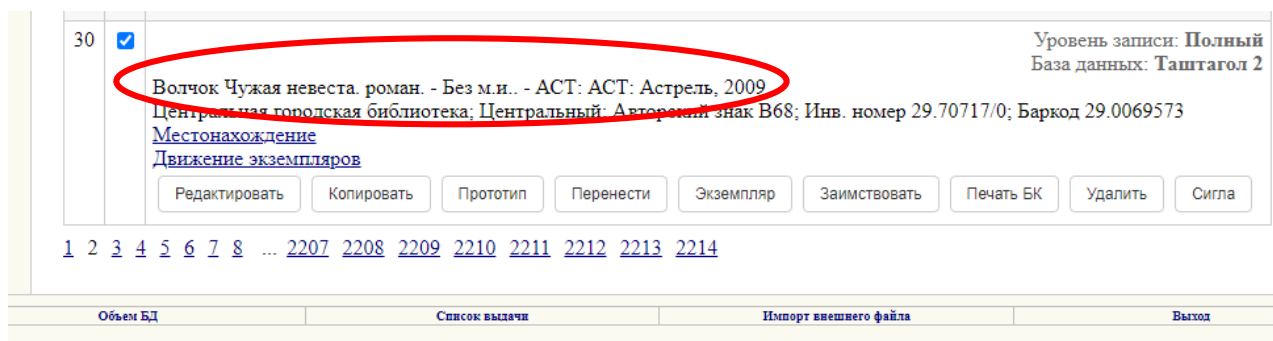 30
Уровень записи: Полный
База данных: Таштагол 2
Волчок Чужая невеста. роман. - Без м.и.. - АСТ: АСТ: Астрель, 2009
Центральная городская библиотека; Центральный; Авторский знак В68; Инв. номер 29.70717/0; Баркод 29.0069573
Местонахождение
Движение экземпляров
Редактировать Копировать Прототип Перенести Экземпляр Заимствовать Печать БК Удалить Сигла
1 2 3 4 5 6 7 8 ... 2207 2208 2209 2210 2211 2212 2213 2214
Объем БД Список выдачи Импорт внешнего файла Выход